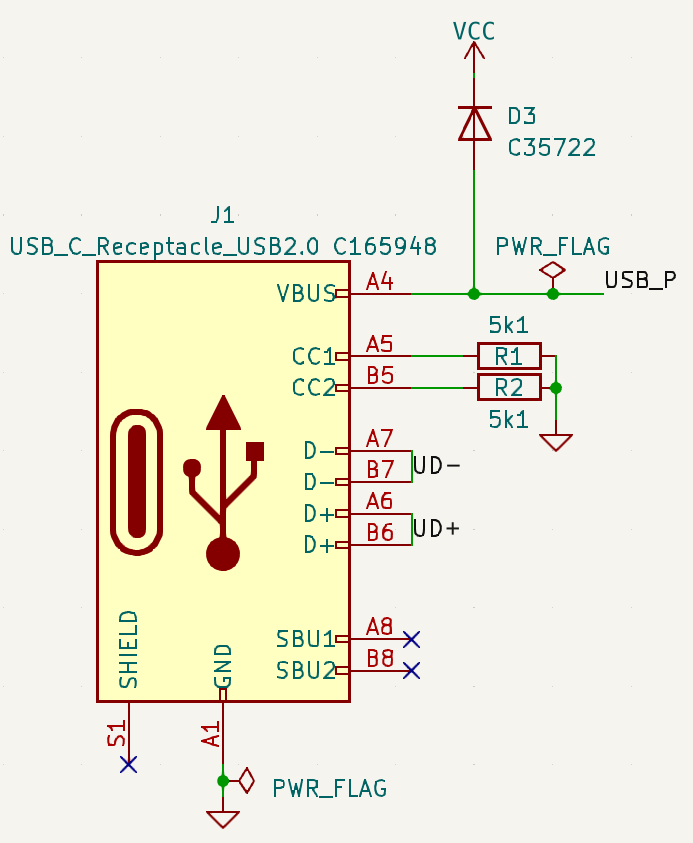 VCC
D3
C35722
J1
USB_C_Receptacle_USB2.0 C165948
PWR_FLAG
VBUS
A4
USB_P
5k1
CC1
A5
R1
CC2
B5
R2
5k1
D-
A7
UD-
D-
B7
D+
A6
UD+
D+
B6
SBU1
A8
SBU2
B8
SHIELD
GND
S1
A1
PWR_FLAG